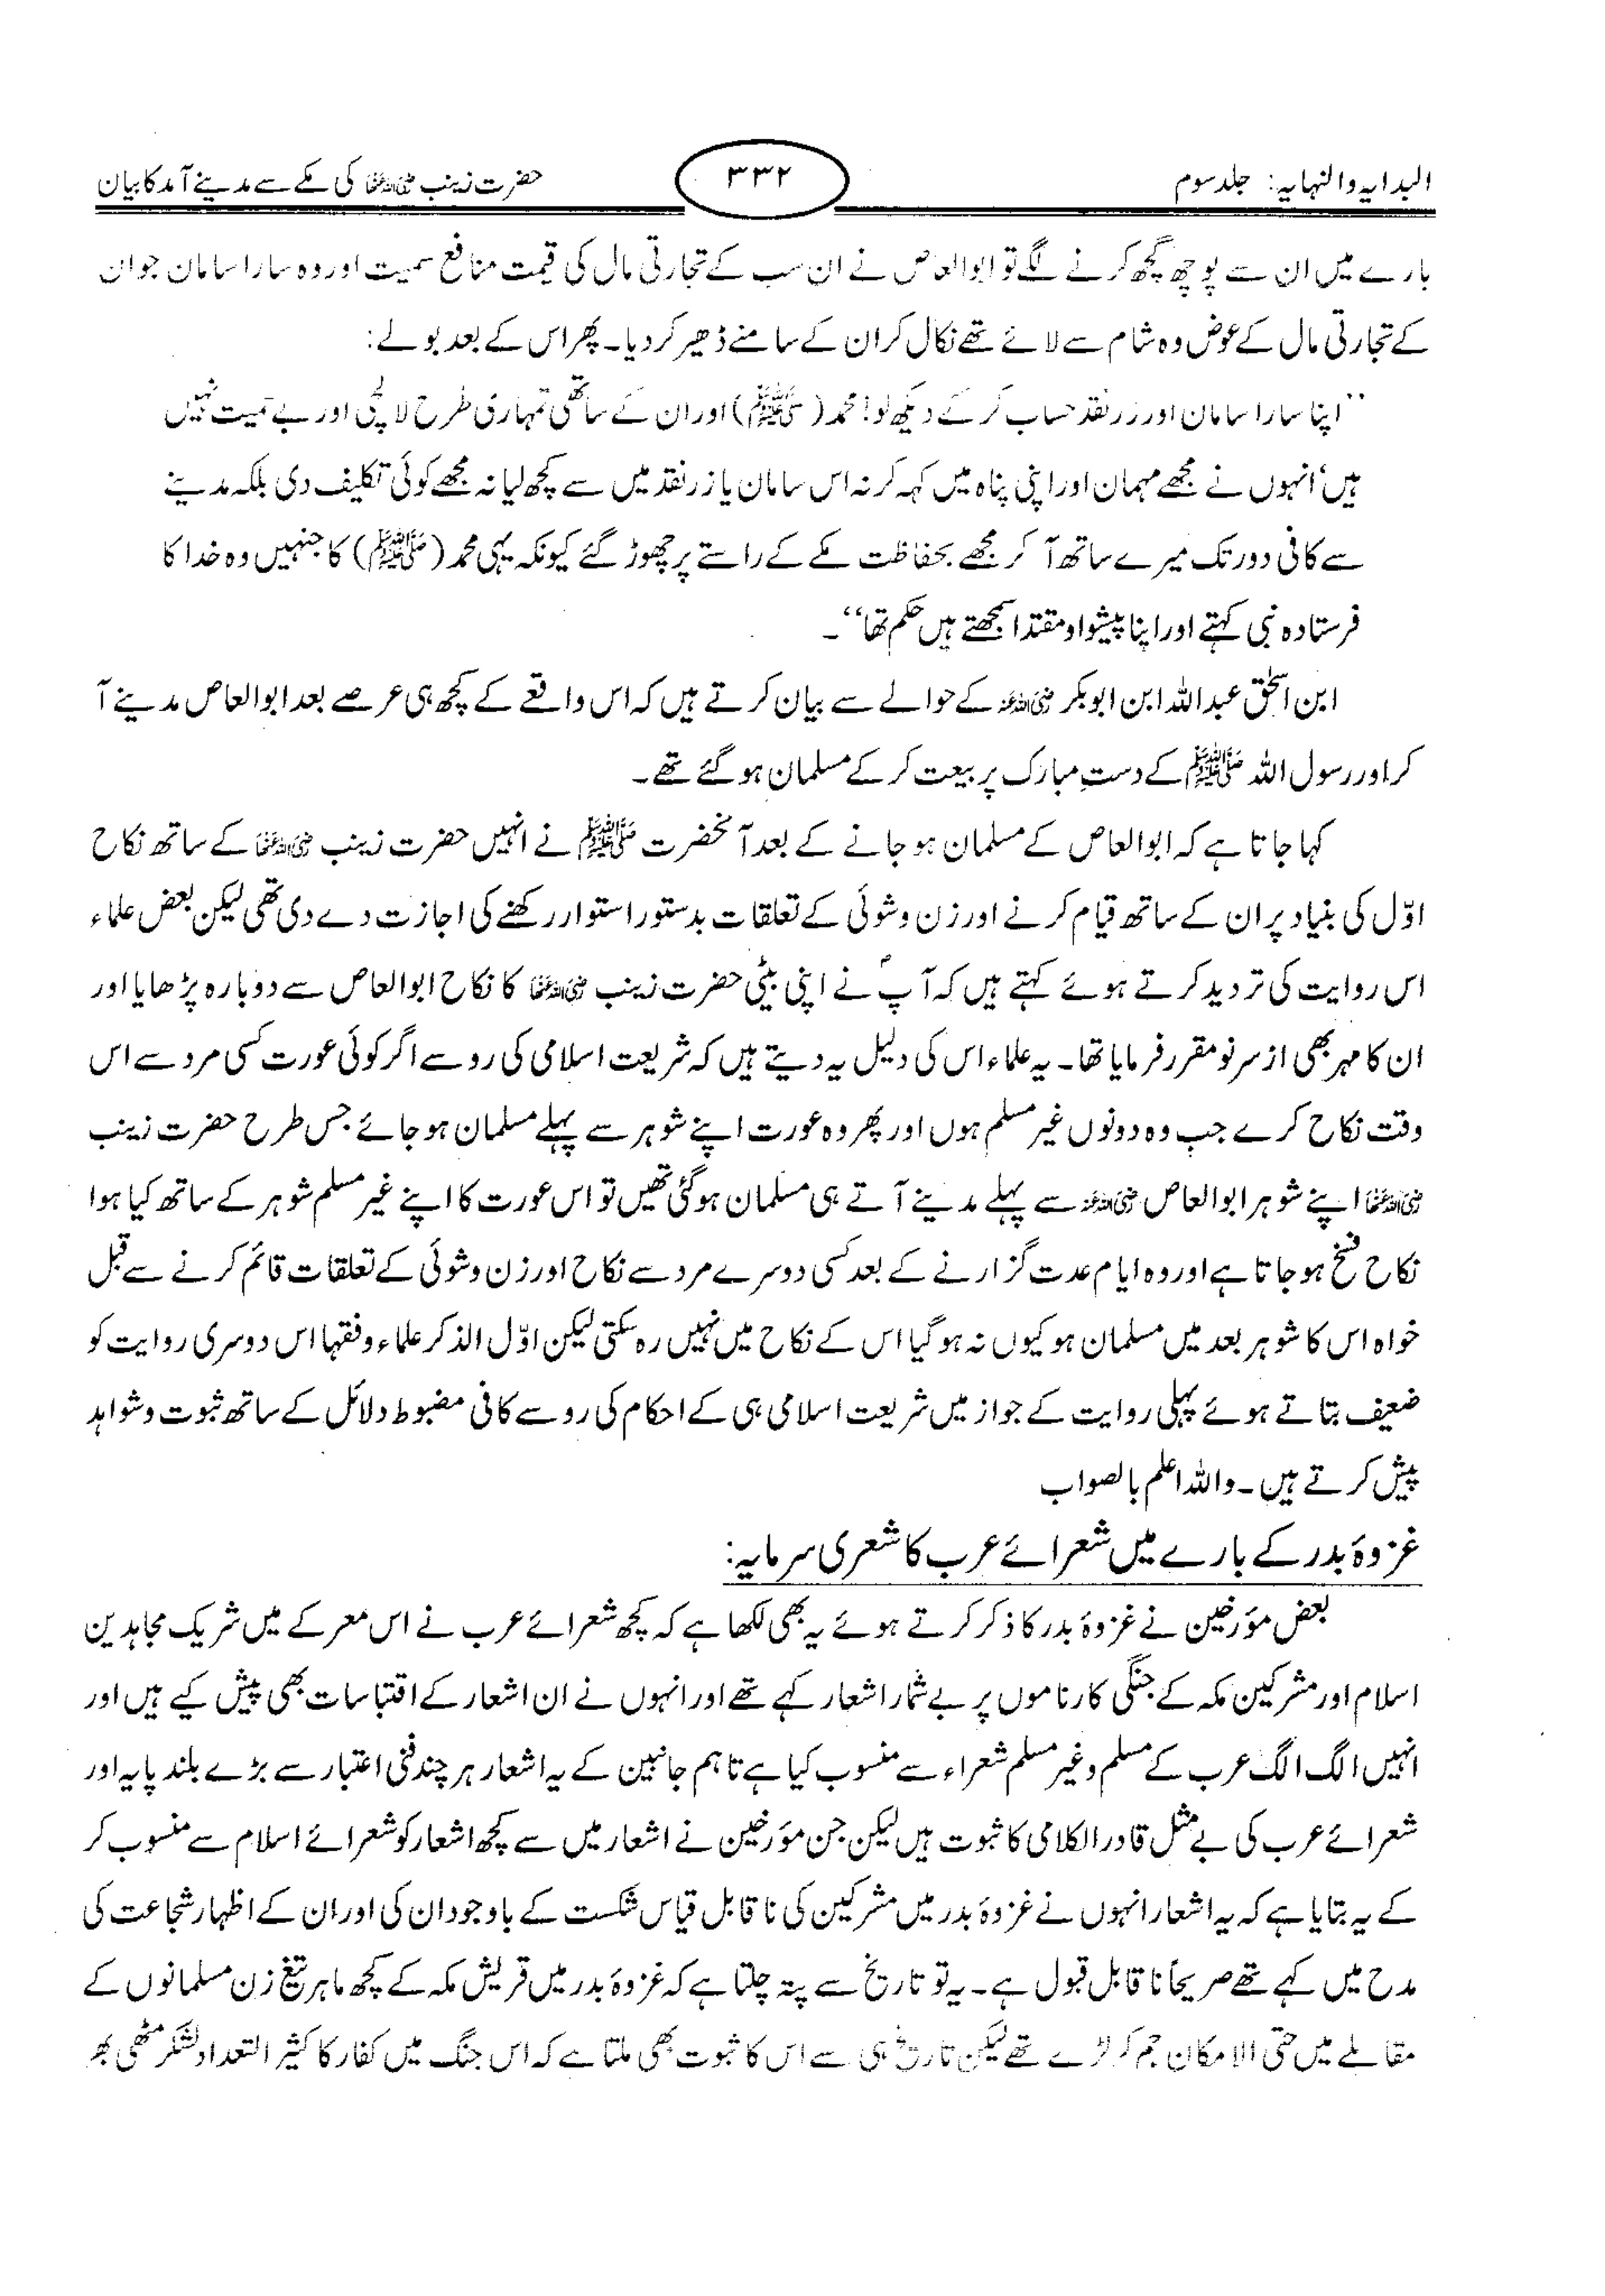 البدایہ والنہایہ: جلد سوم
۳۳۲
حضرت زینب رضی اللہ عنہا کی مکے سے مدینے آمد کا بیان
بارے میں ان سے پوچھ گچھ کرنے لگے تو ابوالعاص نے ان سب کے تجارتی مال کی قیمت منافع سمیت اور وہ سارا سامان جو ان
کے تجارتی مال کے عوض وہ شام سے لائے تھے نکال کر ان کے سامنے ڈھیر کر دیا۔ پھر اس کے بعد بولے:
’’اپنا سارا سامان اور زر نقد حساب کر کے دیکھ لو! محمد (ﷺ) اور ان کے ساتھی تمہاری طرح لالچی اور بے حمیت نہیں
ہیں‘ انہوں نے مجھے مہمان اور اپنی پناہ میں کہہ کر نہ اس سامان یا زر نقد میں سے کچھ لیا نہ مجھے کوئی تکلیف دی بلکہ مدینے
سے کافی دور تک میرے ساتھ آ کر مجھے بحفاظت مکے کے راستے پر چھوڑ گئے کیونکہ یہی محمد (ﷺ) کا جنہیں وہ خدا کا
فرستادہ نبی کہتے اور اپنا پیشوا و مقتدا سمجھتے ہیں حکم تھا‘‘۔
ابن اسحٰق عبداللہ ابن ابوبکر رضی اللہ عنہ کے حوالے سے بیان کرتے ہیں کہ اس واقعے کے کچھ ہی عرصے بعد ابوالعاص مدینے آ
کر اور رسول اللہ ﷺ کے دستِ مبارک پر بیعت کر کے مسلمان ہو گئے تھے۔
کہا جاتا ہے کہ ابوالعاص کے مسلمان ہو جانے کے بعد آنحضرت ﷺ نے انہیں حضرت زینب رضی اللہ عنہا کے ساتھ نکاح
اوّل کی بنیاد پر ان کے ساتھ قیام کرنے اور زن و شوئی کے تعلقات بدستور استوار رکھنے کی اجازت دے دی تھی لیکن بعض علماء
اس روایت کی تردید کرتے ہوئے کہتے ہیں کہ آپؐ نے اپنی بیٹی حضرت زینب رضی اللہ عنہا کا نکاح ابوالعاص سے دوبارہ پڑھایا اور
ان کا مہر بھی از سر نو مقرر فرمایا تھا۔ یہ علماء اس کی دلیل یہ دیتے ہیں کہ شریعت اسلامی کی رو سے اگر کوئی عورت کسی مرد سے اس
وقت نکاح کرے جب وہ دونوں غیر مسلم ہوں اور پھر وہ عورت اپنے شوہر سے پہلے مسلمان ہو جائے جس طرح حضرت زینب
رضی اللہ عنہا اپنے شوہر ابوالعاص رضی اللہ عنہ سے پہلے مدینے آتے ہی مسلمان ہو گئی تھیں تو اس عورت کا اپنے غیر مسلم شوہر کے ساتھ کیا ہوا
نکاح فسخ ہو جاتا ہے اور وہ ایام عدت گزارنے کے بعد کسی دوسرے مرد سے نکاح اور زن و شوئی کے تعلقات قائم کرنے سے قبل
خواہ اس کا شوہر بعد میں مسلمان ہو کیوں نہ ہو گیا اس کے نکاح میں نہیں رہ سکتی لیکن اوّل الذکر علماء و فقہا اس دوسری روایت کو
ضعیف بتاتے ہوئے پہلی روایت کے جواز میں شریعت اسلامی ہی کے احکام کی رو سے کافی مضبوط دلائل کے ساتھ ثبوت و شواہد
پیش کرتے ہیں۔ واللہ اعلم بالصواب
غزوۂ بدر کے بارے میں شعرائے عرب کا شعری سرمایہ:
بعض مؤرخین نے غزوۂ بدر کا ذکر کرتے ہوئے یہ بھی لکھا ہے کہ کچھ شعرائے عرب نے اس معرکے میں شریک مجاہدین
اسلام اور مشرکین مکہ کے جنگی کارناموں پر بے شمار اشعار کہے تھے اور انہوں نے ان اشعار کے اقتباسات بھی پیش کیے ہیں اور
انہیں الگ الگ عرب کے مسلم و غیر مسلم شعراء سے منسوب کیا ہے تاہم جانبین کے یہ اشعار ہر چند فنی اعتبار سے بڑے بلند پایہ اور
شعرائے عرب کی بے مثل قادر الکلامی کا ثبوت ہیں لیکن جن مؤرخین نے اشعار میں سے کچھ اشعار کو شعرائے اسلام سے منسوب کر
کے یہ بتایا ہے کہ یہ اشعار انہوں نے غزوۂ بدر میں مشرکین کی ناقابل قیاس شکست کے باوجود ان کی اور ان کے اظہار شجاعت کی
مدح میں کہے تھے صریحاً ناقابل قبول ہے۔ یہ تو تاریخ سے پتہ چلتا ہے کہ غزوۂ بدر میں قریش مکہ کے کچھ ماہر تیغ زن مسلمانوں کے
مقابلے میں حتی الامکان جم کر لڑے تھے لیکن تاریخ ہی سے اس کا ثبوت بھی ملتا ہے کہ اس جنگ میں کفار کا کثیر التعداد لشکر مٹھی بھر